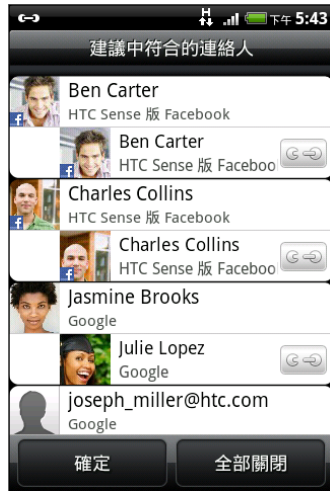 H
下午 5:43
建議中符合的連絡人
Ben Carter
HTC Sense 版 Facebook
Ben Carter
HTC Sense 版 Faceboo
Charles Collins
HTC Sense 版 Facebook
Charles Collins
HTC Sense 版 Faceboo
Jasmine Brooks
Google
Julie Lopez
Google
joseph_miller@htc.com
Google
確定
全部關閉